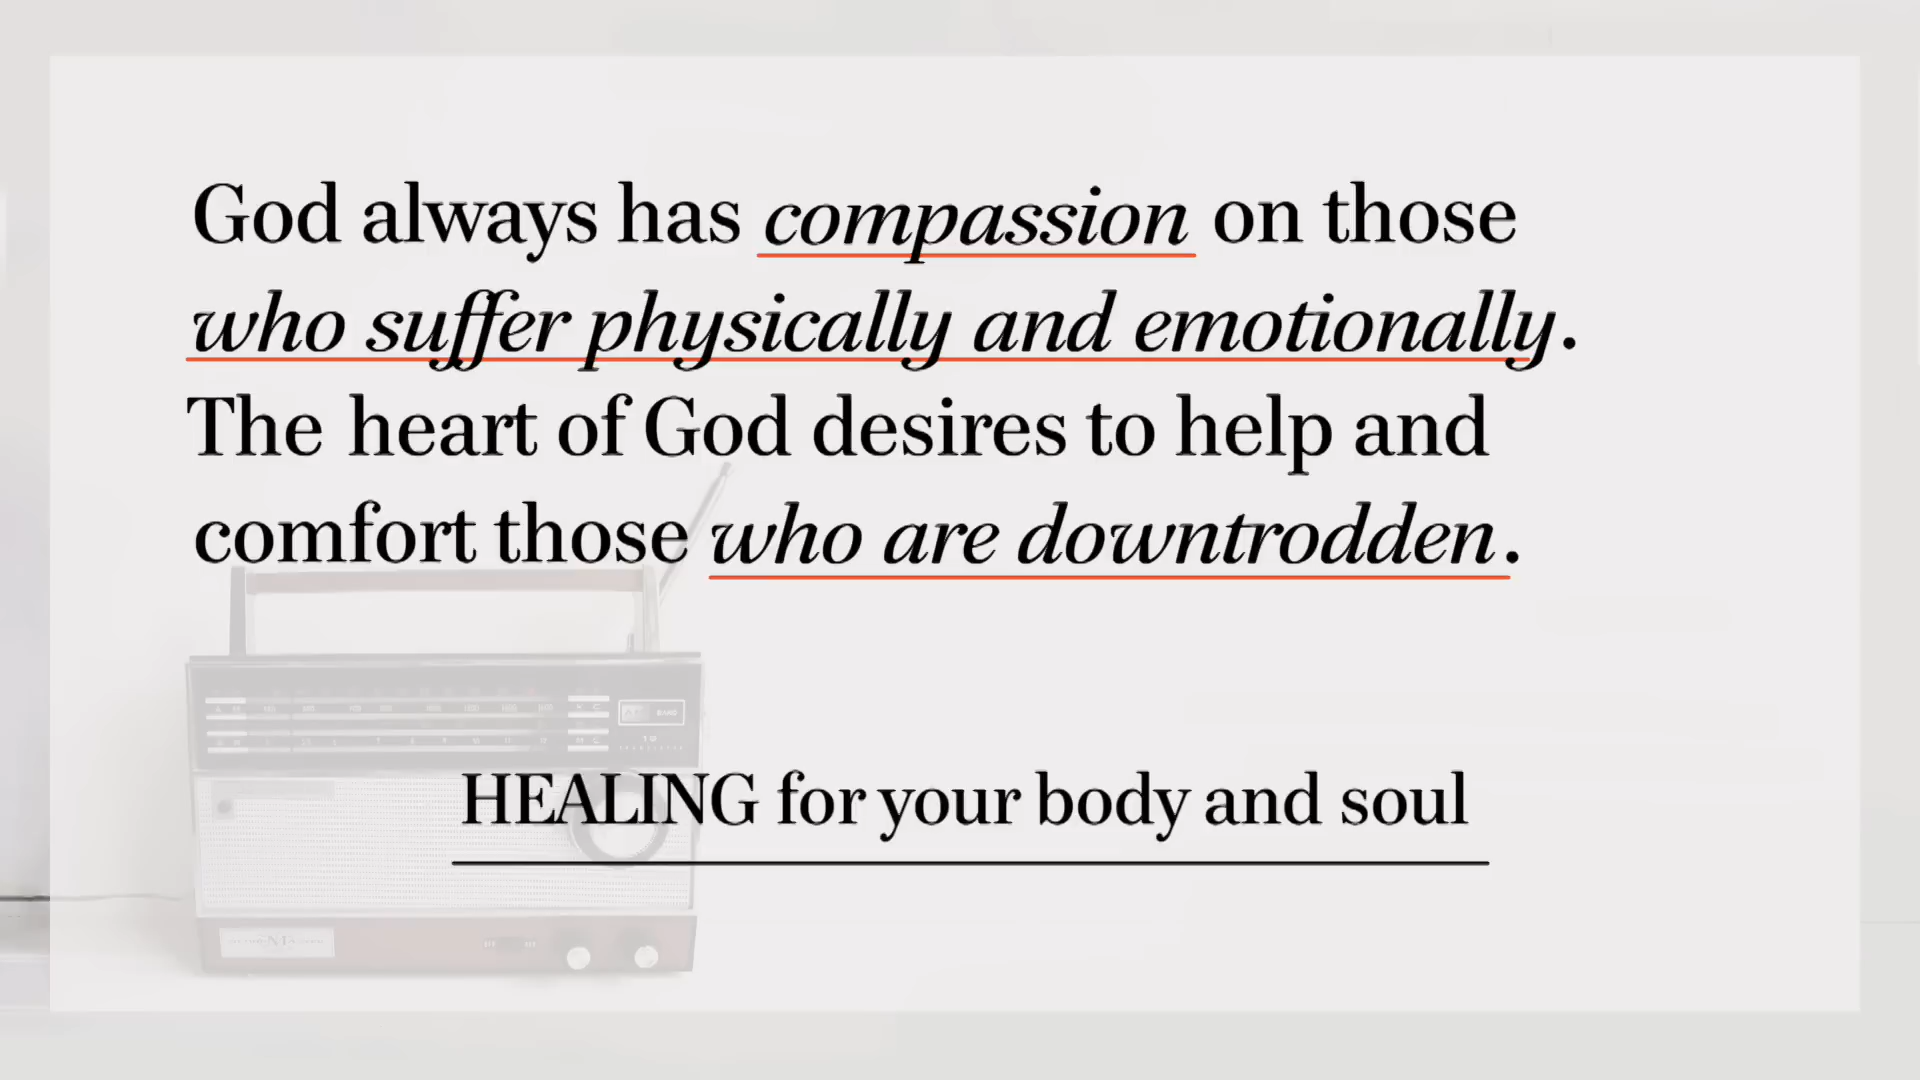 God always has compassion on those
who suffer physically and emotionally.
The heart of God desires to help and
comfort those who are downtrodden.
HEALING for your body and soul